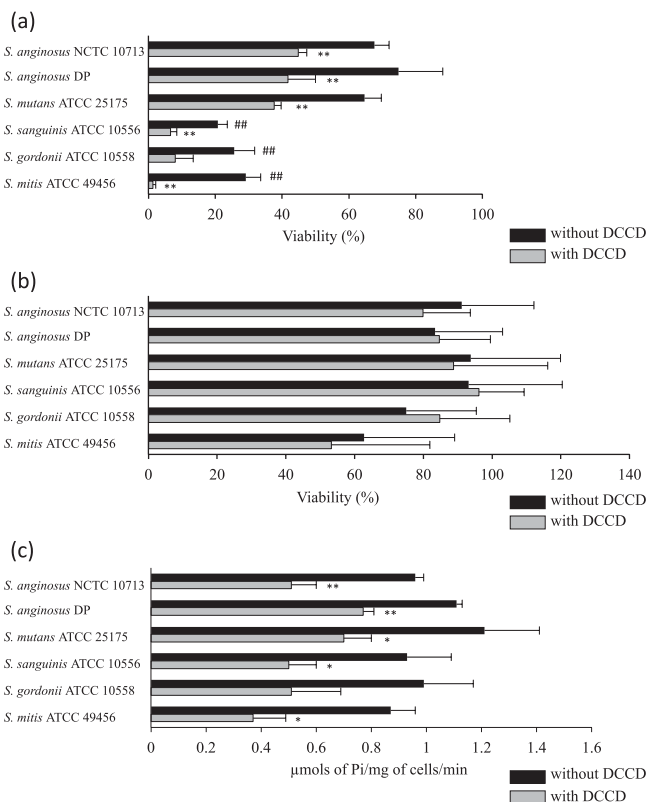 (a)
S. anginosus NCTC 10713
**
S. anginosus DP
**
S. mutans ATCC 25175
**
S. sanguinis ATCC 10556
##
**
S. gordonii ATCC 10558
##
S. mitis ATCC 49456
##
**
0 20 40 60 80 100
Viability (%)
without DCCD
with DCCD
(b)
S. anginosus NCTC 10713
S. anginosus DP
S. mutans ATCC 25175
S. sanguinis ATCC 10556
S. gordonii ATCC 10558
S. mitis ATCC 49456
0 20 40 60 80 100 120 140
Viability (%)
without DCCD
with DCCD
(c)
S. anginosus NCTC 10713
**
S. anginosus DP
**
S. mutans ATCC 25175
*
S. sanguinis ATCC 10556
*
S. gordonii ATCC 10558
S. mitis ATCC 49456
*
0 0.2 0.4 0.6 0.8 1 1.2 1.4 1.6
µmols of Pi/mg of cells/min
without DCCD
with DCCD